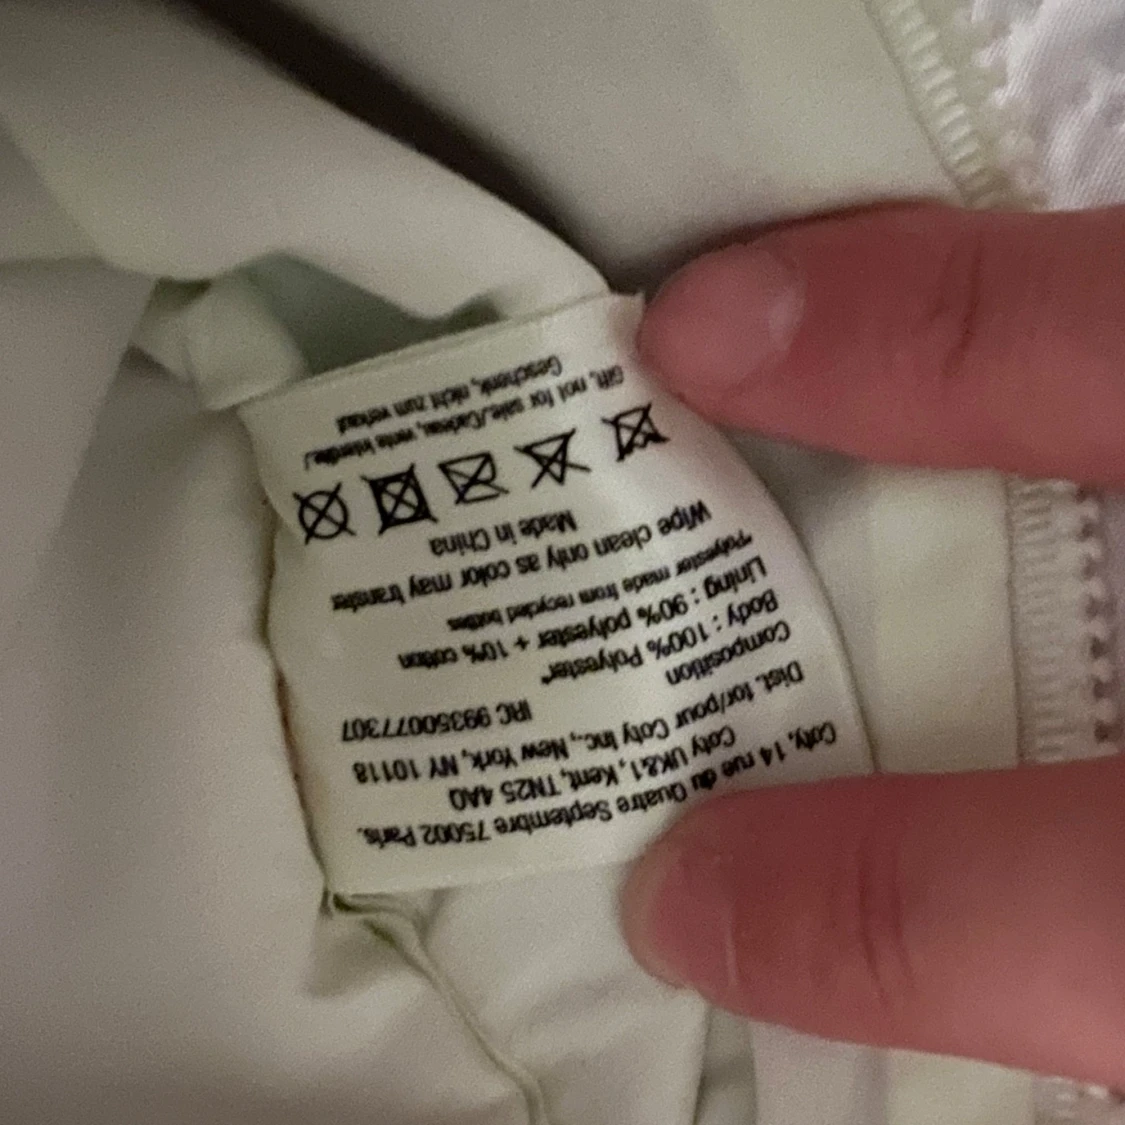 Coty, 14 rue du Quatre Septembre 75002 Paris.
Coty UK&I, Kent, TN25 4AQ
Dist. for/pour Coty Inc., New York, NY 10118
IRC 99350077307
Composition
Body : 100% Polyester*
Lining : 90% polyester + 10% cotton
*Polyester made from recycled bottles
Wipe clean only as color may transfer
Made in China
Gift, not for sale./Cadeau, vente interdite./
Geschenk, nicht zum verkauf